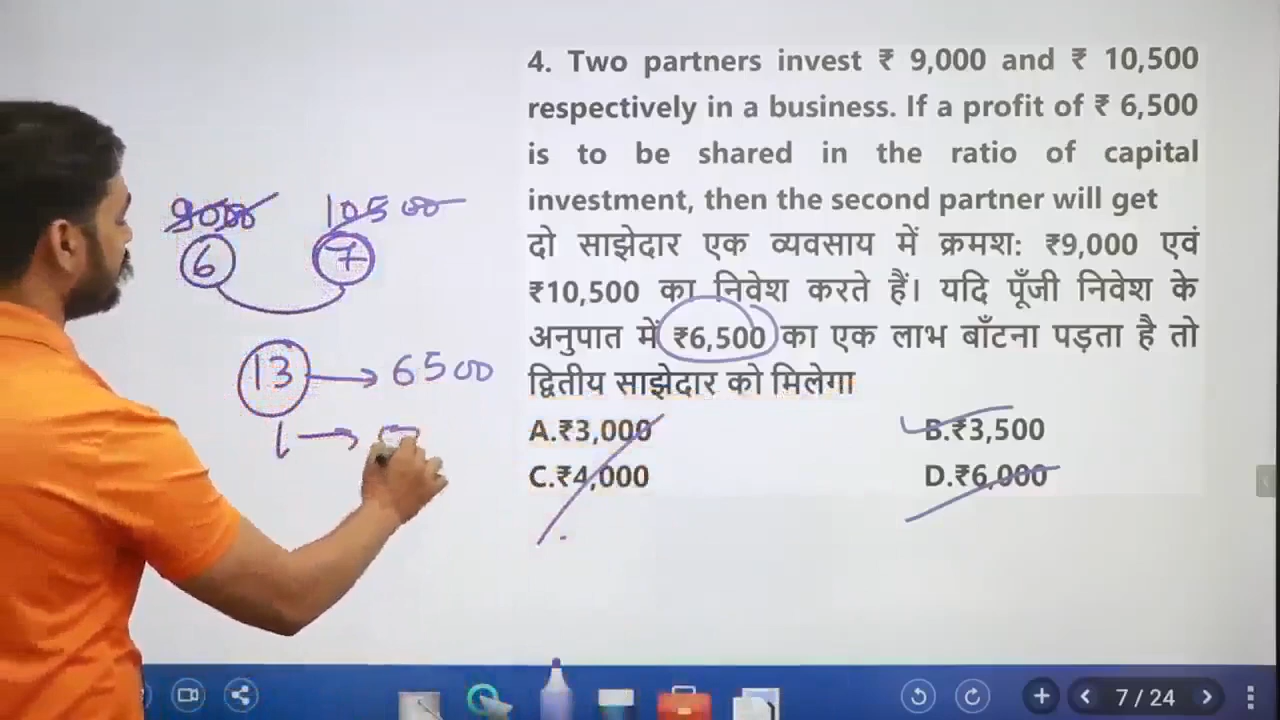 4. Two partners invest ₹ 9,000 and ₹ 10,500
respectively in a business. If a profit of ₹ 6,500
is to be shared in the ratio of capital
investment, then the second partner will get
दो साझेदार एक व्यवसाय में क्रमश: ₹9,000 एवं
₹10,500 का निवेश करते हैं। यदि पूँजी निवेश के
अनुपात में ₹6,500 का एक लाभ बाँटना पड़ता है तो
द्वितीय साझेदार को मिलेगा
A.₹3,000 B.₹3,500
C.₹4,000 D.₹6,000
9000 10500
6 7
13 → 6500
1 →
7 / 24